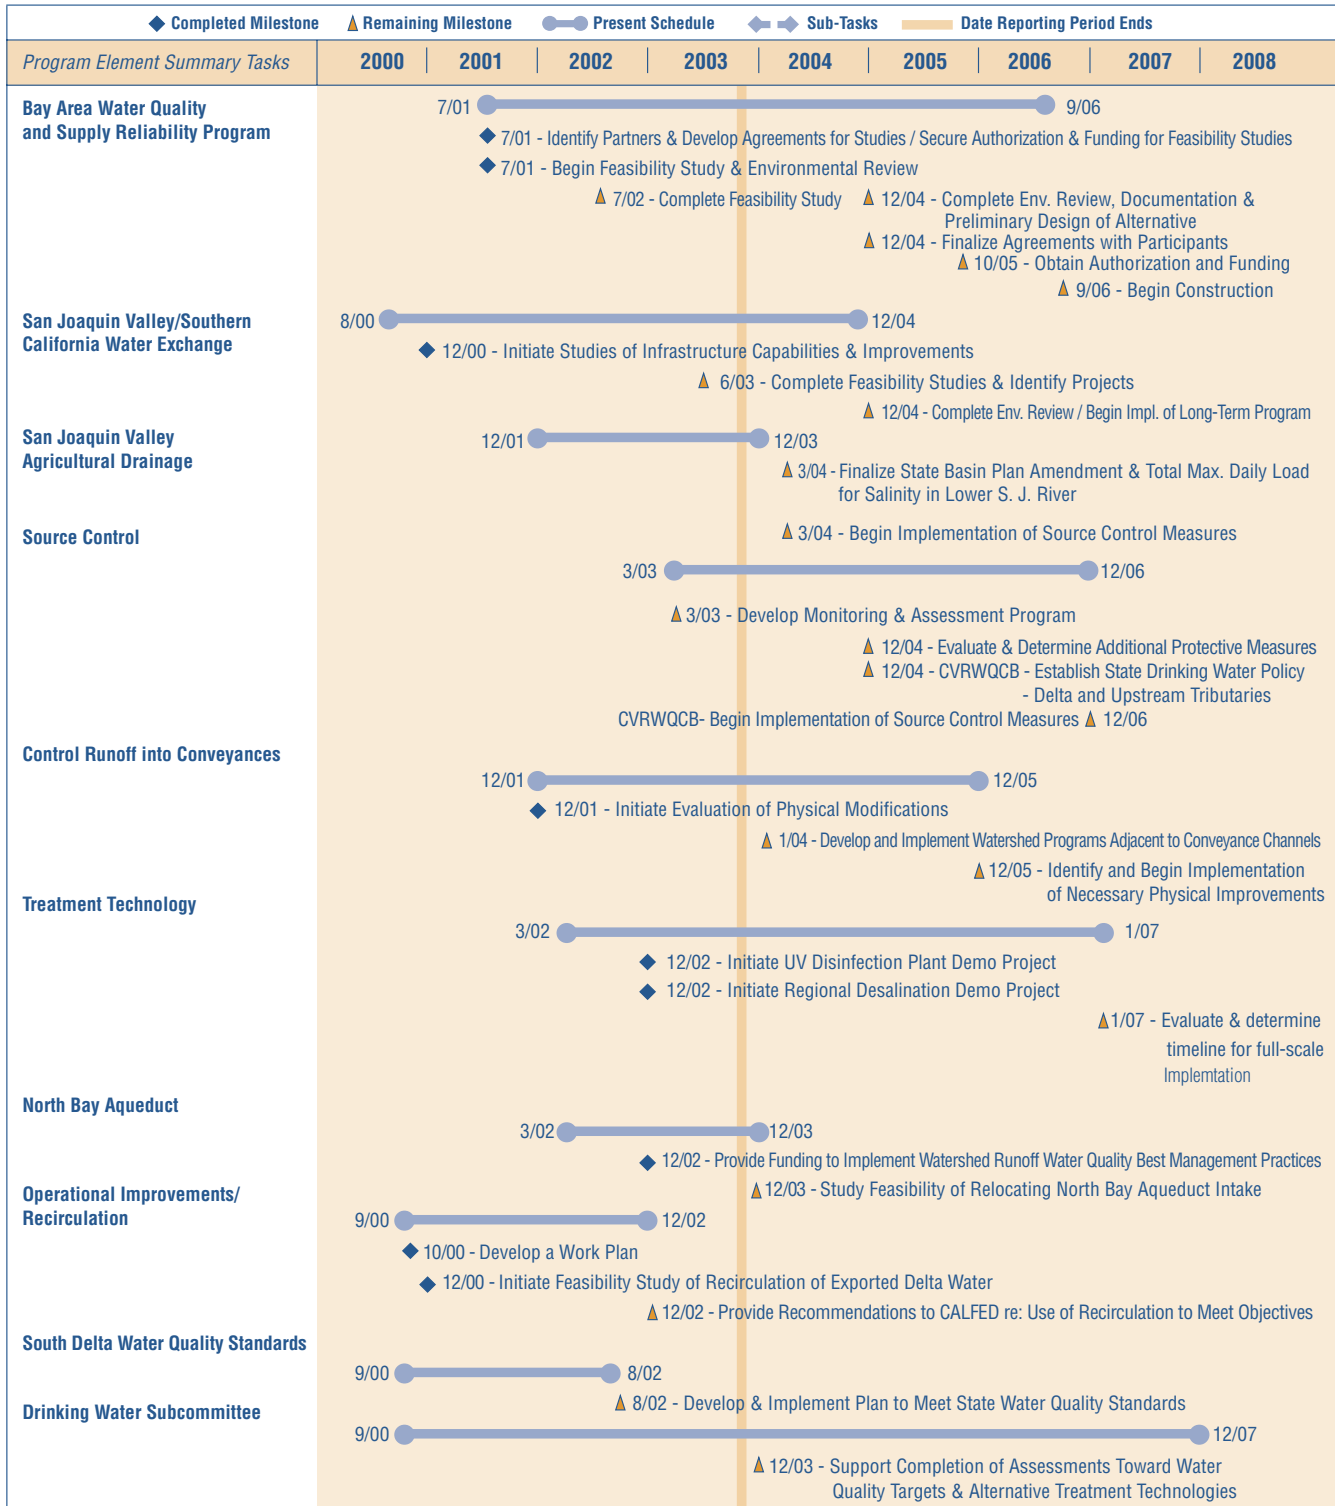 Completed Milestone Remaining Milestone Present Schedule Sub-Tasks Date Reporting Period Ends
Program Element Summary Tasks 2000 2001 2002 2003 2004 2005 2006 2007 2008
Bay Area Water Quality
and Supply Reliability Program
7/01 9/06
7/01 - Identify Partners & Develop Agreements for Studies / Secure Authorization & Funding for Feasibility Studies
7/01 - Begin Feasibility Study & Environmental Review
7/02 - Complete Feasibility Study
12/04 - Complete Env. Review, Documentation &
Preliminary Design of Alternative
12/04 - Finalize Agreements with Participants
10/05 - Obtain Authorization and Funding
9/06 - Begin Construction
San Joaquin Valley/Southern
California Water Exchange
8/00 12/04
12/00 - Initiate Studies of Infrastructure Capabilities & Improvements
6/03 - Complete Feasibility Studies & Identify Projects
12/04 - Complete Env. Review / Begin Impl. of Long-Term Program
San Joaquin Valley
Agricultural Drainage
12/01 12/03
3/04 - Finalize State Basin Plan Amendment & Total Max. Daily Load
for Salinity in Lower S. J. River
3/04 - Begin Implementation of Source Control Measures
Source Control
3/03 12/06
3/03 - Develop Monitoring & Assessment Program
12/04 - Evaluate & Determine Additional Protective Measures
12/04 - CVRWQCB - Establish State Drinking Water Policy
- Delta and Upstream Tributaries
CVRWQCB- Begin Implementation of Source Control Measures 12/06
Control Runoff into Conveyances
12/01 12/05
12/01 - Initiate Evaluation of Physical Modifications
1/04 - Develop and Implement Watershed Programs Adjacent to Conveyance Channels
12/05 - Identify and Begin Implementation
of Necessary Physical Improvements
Treatment Technology
3/02 1/07
12/02 - Initiate UV Disinfection Plant Demo Project
12/02 - Initiate Regional Desalination Demo Project
1/07 - Evaluate & determine
timeline for full-scale
Implemtation
North Bay Aqueduct
3/02 12/03
12/02 - Provide Funding to Implement Watershed Runoff Water Quality Best Management Practices
12/03 - Study Feasibility of Relocating North Bay Aqueduct Intake
Operational Improvements/
Recirculation
9/00 12/02
10/00 - Develop a Work Plan
12/00 - Initiate Feasibility Study of Recirculation of Exported Delta Water
12/02 - Provide Recommendations to CALFED re: Use of Recirculation to Meet Objectives
South Delta Water Quality Standards
9/00 8/02
8/02 - Develop & Implement Plan to Meet State Water Quality Standards
Drinking Water Subcommittee
9/00 12/07
12/03 - Support Completion of Assessments Toward Water
Quality Targets & Alternative Treatment Technologies